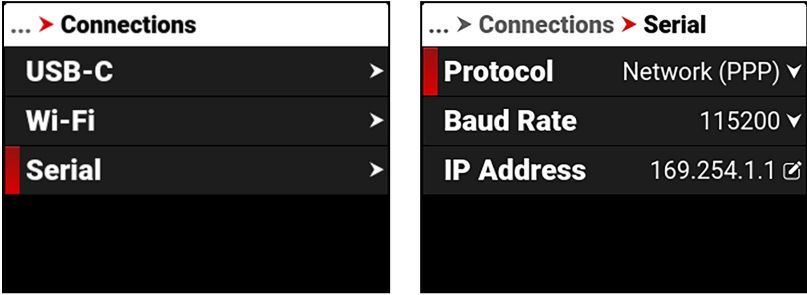 ... > Connections
USB-C
Wi-Fi
Serial
... > Connections > Serial
Protocol Network (PPP)
Baud Rate 115200
IP Address 169.254.1.1